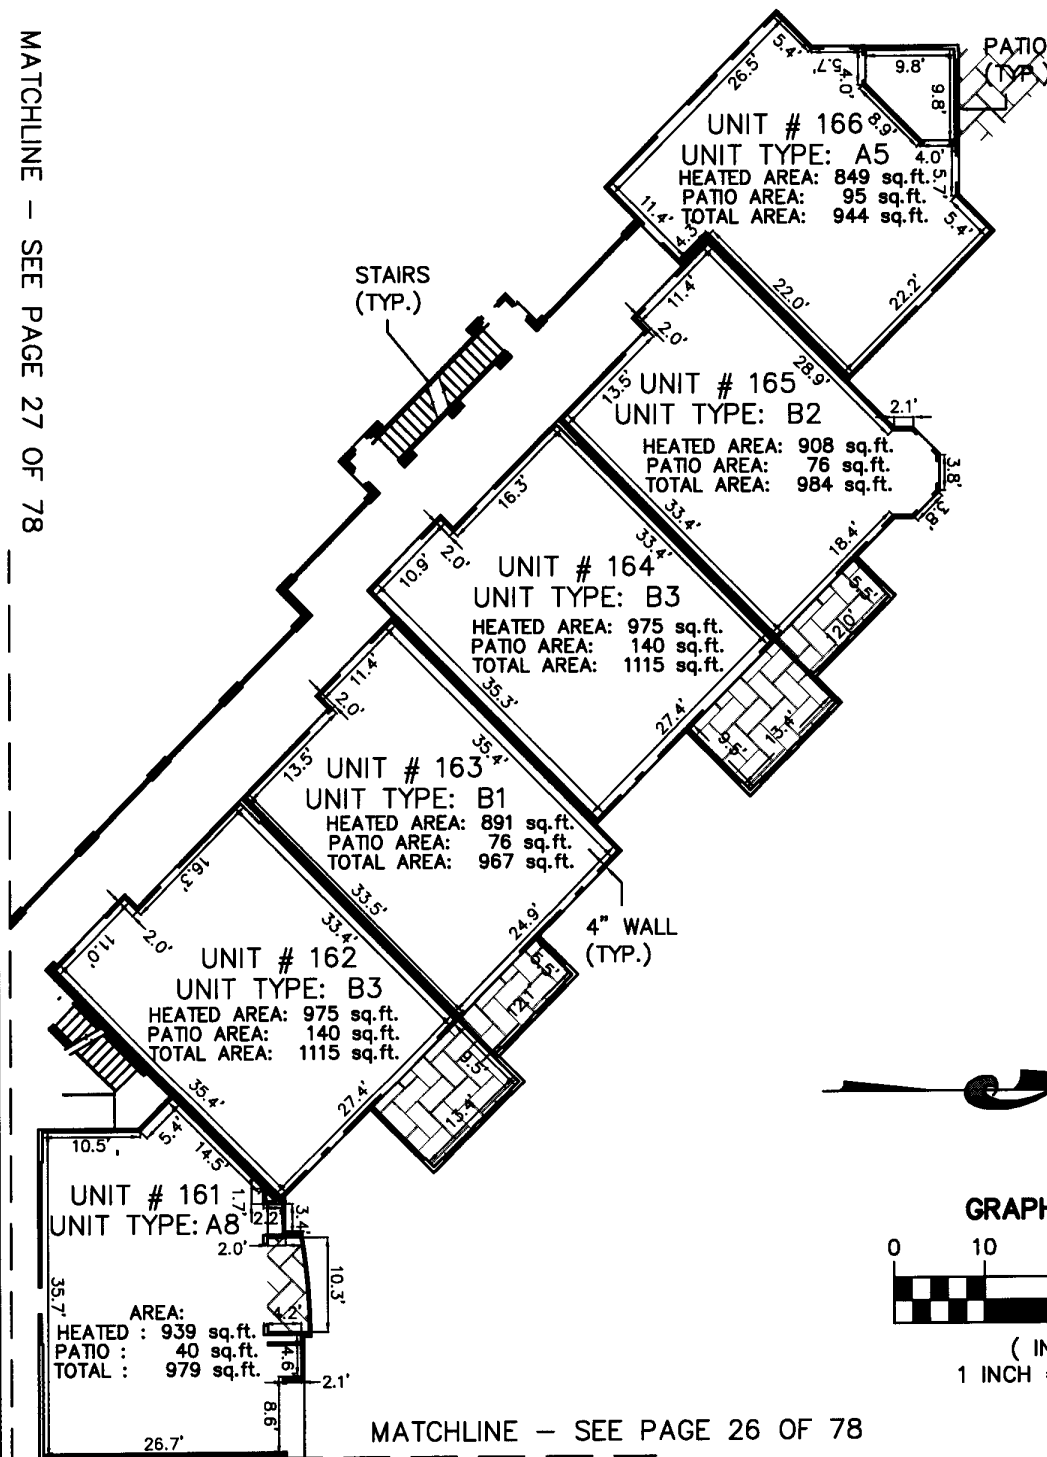 MATCHLINE – SEE PAGE 27 OF 78
PATIO
(TYP.)
5.4'
26.5'
5.7'
4.0'
9.8'
9.8'
8.9'
UNIT # 166
UNIT TYPE: A5
HEATED AREA: 849 sq.ft.
PATIO AREA: 95 sq.ft.
TOTAL AREA: 944 sq.ft.
4.0'
5.7'
5.4'
11.4'
4.3'
22.0'
22.2'
STAIRS
(TYP.)
11.4'
2.0'
13.5'
28.9'
UNIT # 165
UNIT TYPE: B2
HEATED AREA: 908 sq.ft.
PATIO AREA: 76 sq.ft.
TOTAL AREA: 984 sq.ft.
2.1'
3.8'
3.8'
33.4'
18.4'
5.5'
12.0'
16.3'
2.0'
10.9'
33.4'
UNIT # 164
UNIT TYPE: B3
HEATED AREA: 975 sq.ft.
PATIO AREA: 140 sq.ft.
TOTAL AREA: 1115 sq.ft.
35.3'
27.4'
9.5'
13.4'
11.4'
2.0'
13.5'
35.4'
UNIT # 163
UNIT TYPE: B1
HEATED AREA: 891 sq.ft.
PATIO AREA: 76 sq.ft.
TOTAL AREA: 967 sq.ft.
33.5'
24.9'
5.5'
12.1'
4" WALL
(TYP.)
16.3'
2.0'
11.0'
33.4'
UNIT # 162
UNIT TYPE: B3
HEATED AREA: 975 sq.ft.
PATIO AREA: 140 sq.ft.
TOTAL AREA: 1115 sq.ft.
35.4'
27.4'
9.5'
13.4'
10.5'
5.4'
14.5'
1.7'
2.2'
3.4'
UNIT # 161
UNIT TYPE: A8
2.0'
10.3'
35.7'
4.2'
AREA:
HEATED : 939 sq.ft.
PATIO : 40 sq.ft.
TOTAL : 979 sq.ft.
4.6'
2.1'
8.6'
26.7'
GRAPH
0 10
( IN
1 INCH
MATCHLINE – SEE PAGE 26 OF 78